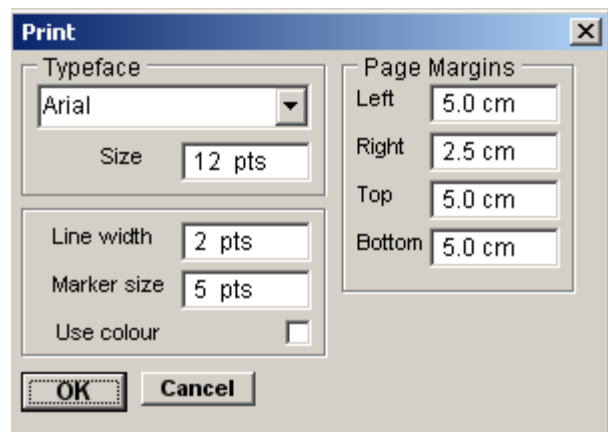 Print
Typeface
Arial
Size 12 pts
Line width 2 pts
Marker size 5 pts
Use colour
Page Margins
Left 5.0 cm
Right 2.5 cm
Top 5.0 cm
Bottom 5.0 cm
OK Cancel